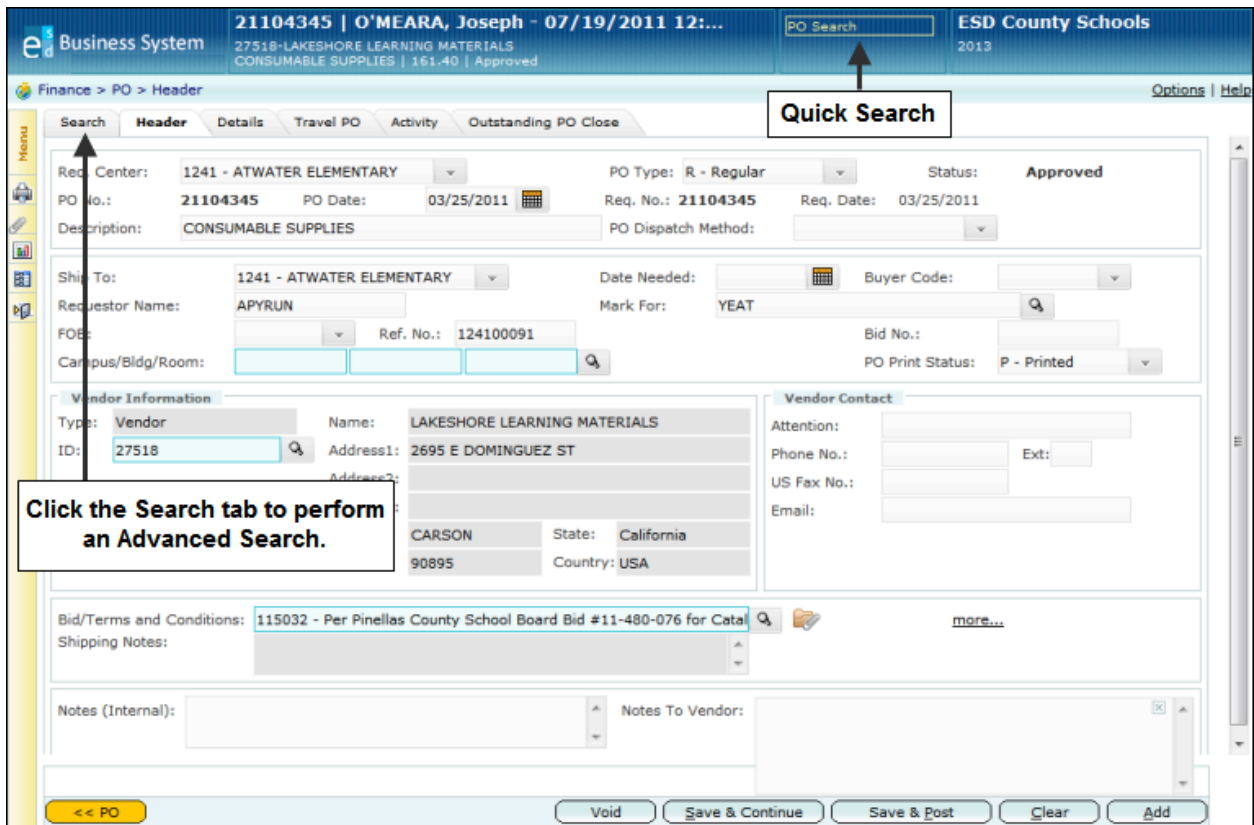 21104345 | O'MEARA, Joseph - 07/19/2011 12:...
PO Search
ESD County Schools
esd Business System
27518-LAKESHORE LEARNING MATERIALS
2013
CONSUMABLE SUPPLIES | 161.40 | Approved
Finance > PO > Header
Options | Help
Quick Search
Menu
Search Header Details Travel PO Activity Outstanding PO Close
Req. Center: 1241 - ATWATER ELEMENTARY PO Type: R - Regular Status: Approved
PO No.: 21104345 PO Date: 03/25/2011 Req. No.: 21104345 Req. Date: 03/25/2011
Description: CONSUMABLE SUPPLIES PO Dispatch Method:
Ship To: 1241 - ATWATER ELEMENTARY Date Needed: Buyer Code:
Requestor Name: APYRUN Mark For: YEAT
FOB: Ref. No.: 124100091 Bid No.:
Campus/Bldg/Room: PO Print Status: P - Printed
Vendor Information
Vendor Contact
Type: Vendor Name: LAKESHORE LEARNING MATERIALS Attention:
ID: 27518 Address1: 2695 E DOMINGUEZ ST Phone No.: Ext:
Address2: US Fax No.:
Email:
Click the Search tab to perform
an Advanced Search.
CARSON State: California
90895 Country: USA
Bid/Terms and Conditions: 115032 - Per Pinellas County School Board Bid #11-480-076 for Catal more...
Shipping Notes:
Notes (Internal): Notes To Vendor:
<< PO Void Save & Continue Save & Post Clear Add